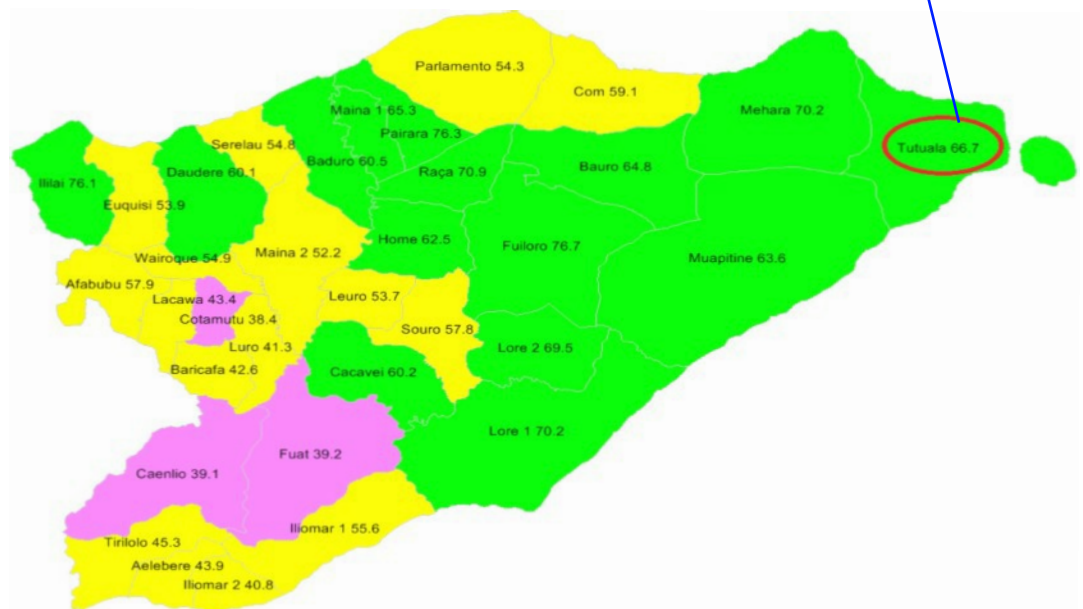 Parlamento 54.3
Com 59.1
Maina 1 65.3
Mehara 70.2
Pairara 76.3
Serelau 54.8
Tutuala 66.7
Baduro 60.5
Bauro 64.8
Daudere 60.1
Raça 70.9
Ililai 76.1
Euquisi 53.9
Home 62.5
Fuiloro 76.7
Maina 2 52.2
Wairoque 54.9
Muapitine 63.6
Afabubu 57.9
Leuro 53.7
Lacawa 43.4
Cotamutu 38.4
Souro 57.8
Luro 41.3
Lore 2 69.5
Baricafa 42.6
Cacavei 60.2
Lore 1 70.2
Fuat 39.2
Caenlio 39.1
Iliomar 1 55.6
Tirilolo 45.3
Aelebere 43.9
Iliomar 2 40.8